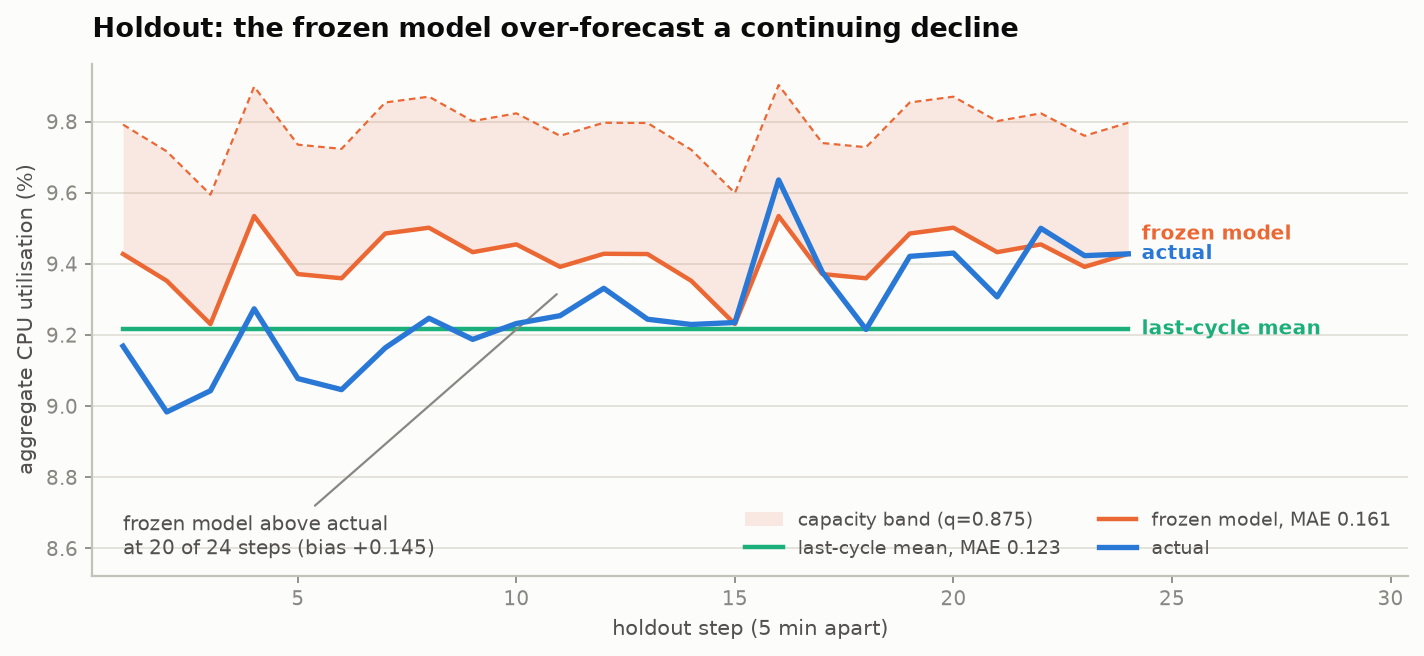 Holdout: the frozen model over-forecast a continuing decline
aggregate CPU utilisation (%)
9.8
9.6
9.4
9.2
9.0
8.8
8.6
frozen model
actual
last-cycle mean
frozen model above actual
at 20 of 24 steps (bias +0.145)
capacity band (q=0.875)
last-cycle mean, MAE 0.123
frozen model, MAE 0.161
actual
5
10
15
20
25
30
holdout step (5 min apart)